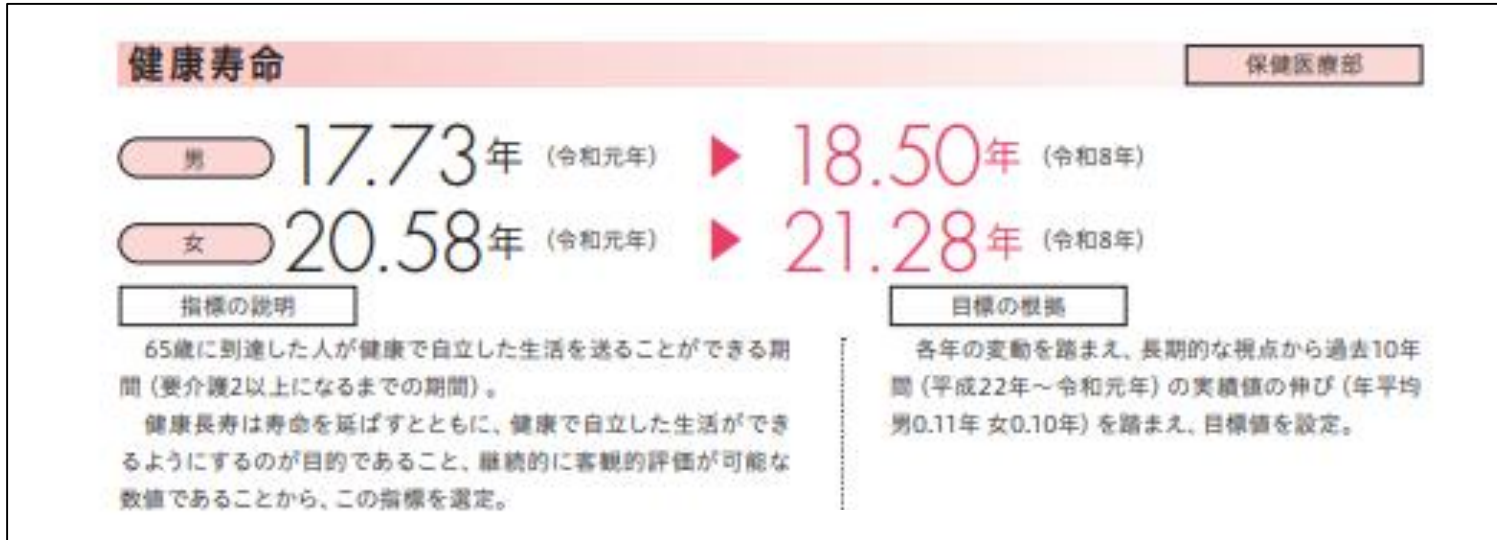 健康寿命
保健医療部
男 17.73年 (令和元年) ▶ 18.50年 (令和8年)
女 20.58年 (令和元年) ▶ 21.28年 (令和8年)
指標の説明
65歳に到達した人が健康で自立した生活を送ることができる期
間（要介護2以上になるまでの期間）。
健康長寿は寿命を延ばすとともに、健康で自立した生活ができ
るようにするのが目的であること、継続的に客観的評価が可能な
数値であることから、この指標を選定。
目標の根拠
各年の変動を踏まえ、長期的な視点から過去10年
間（平成22年～令和元年）の実績値の伸び（年平均
男0.11年 女0.10年）を踏まえ、目標値を設定。